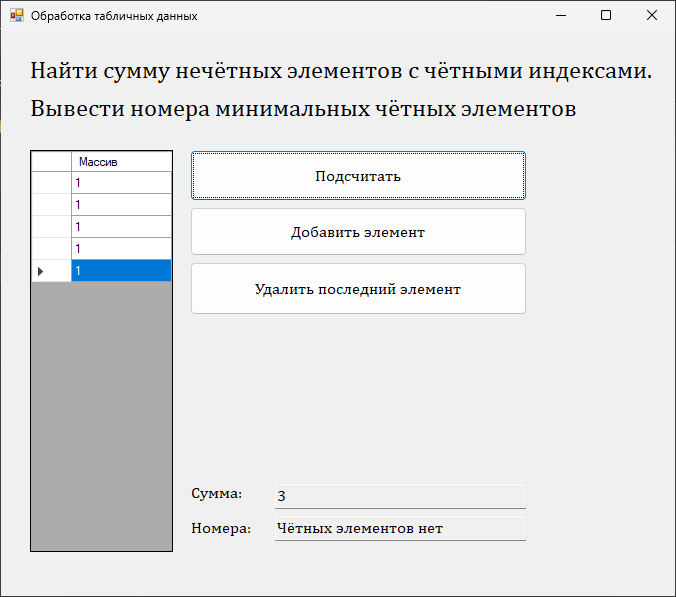 Обработка табличных данных
Найти сумму нечётных элементов с чётными индексами.
Вывести номера минимальных чётных элементов
Массив
1
1
1
1
1
Подсчитать
Добавить элемент
Удалить последний элемент
Сумма: 3
Номера: Чётных элементов нет